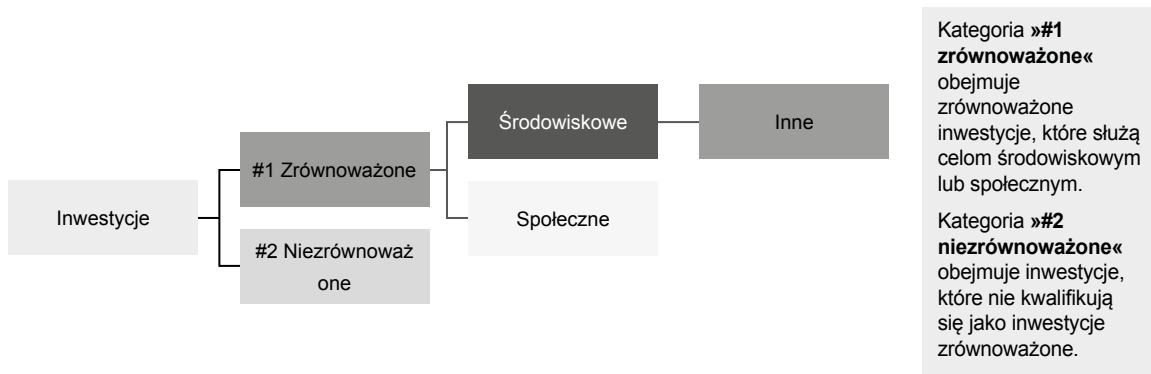 Inwestycje
#1 Zrównoważone
#2 Niezrównoważ
one
Środowiskowe
Społeczne
Inne
Kategoria »#1
zrównoważone«
obejmuje
zrównoważone
inwestycje, które służą
celom środowiskowym
lub społecznym.
Kategoria »#2
niezrównoważone«
obejmuje inwestycje,
które nie kwalifikują
się jako inwestycje
zrównoważone.